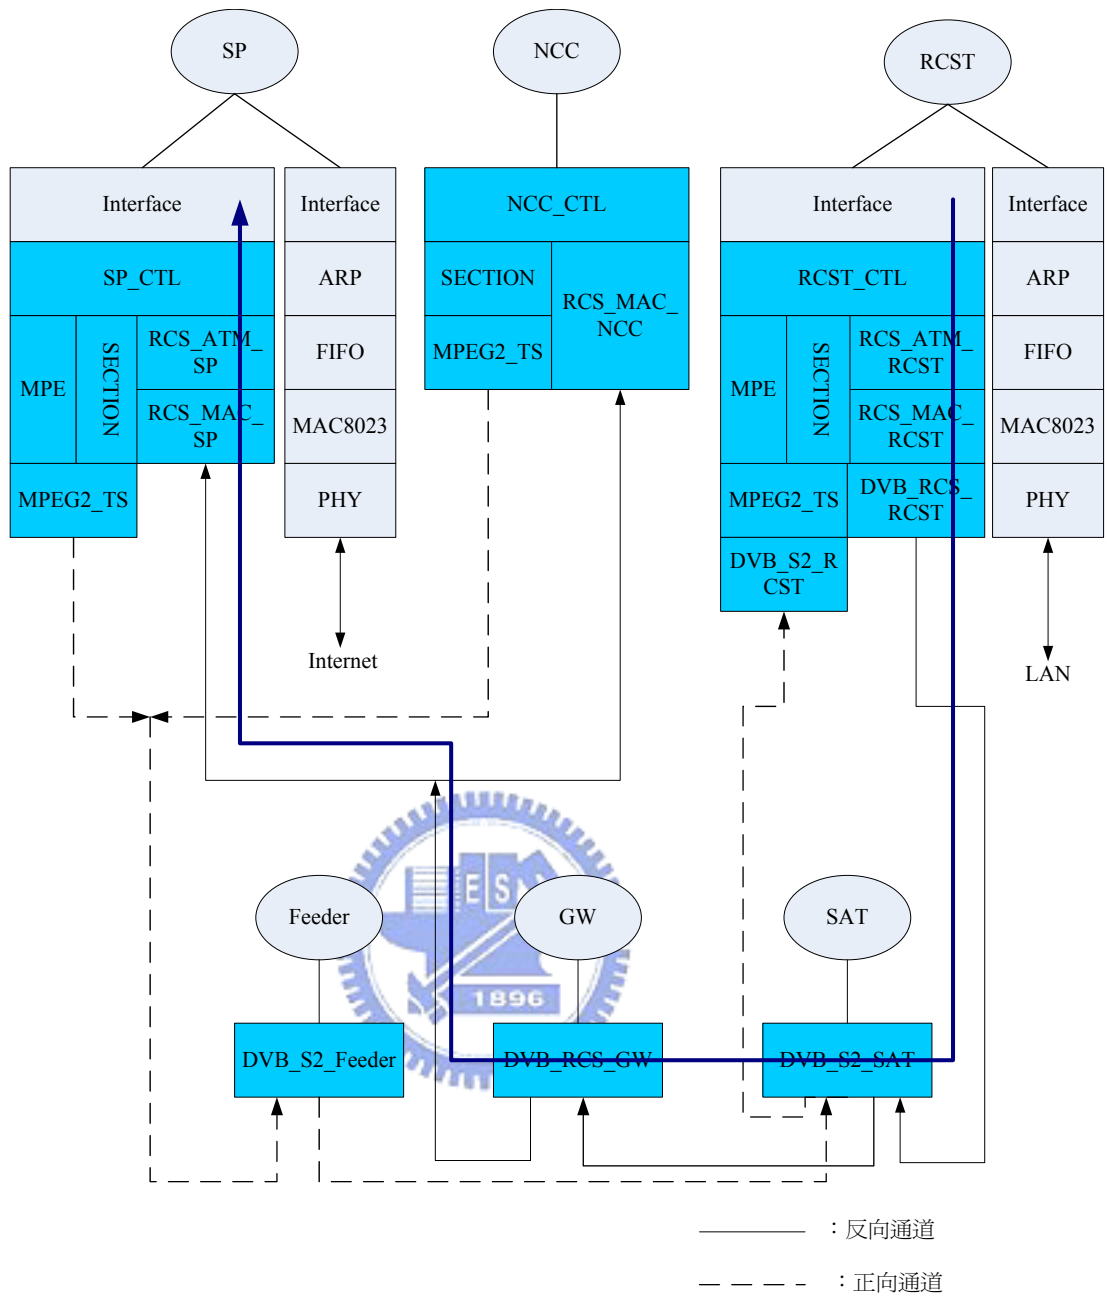 SP
NCC
RCST
Interface
Interface
NCC_CTL
Interface
Interface
SP_CTL
ARP
SECTION
RCS_MAC_
NCC
RCST_CTL
ARP
MPE
SECTION
RCS_ATM_
SP
FIFO
MPEG2_TS
MPE
SECTION
RCS_ATM_
RCST
FIFO
RCS_MAC_
SP
MAC8023
RCS_MAC_
RCST
MAC8023
MPEG2_TS
PHY
MPEG2_TS
DVB_RCS_
RCST
PHY
DVB_S2_R
CST
Internet
LAN
ES
Feeder
GW
SAT
1896
DVB_S2_Feeder
DVB_RCS_GW
DVB_S2_SAT
：反向通道
：正向通道